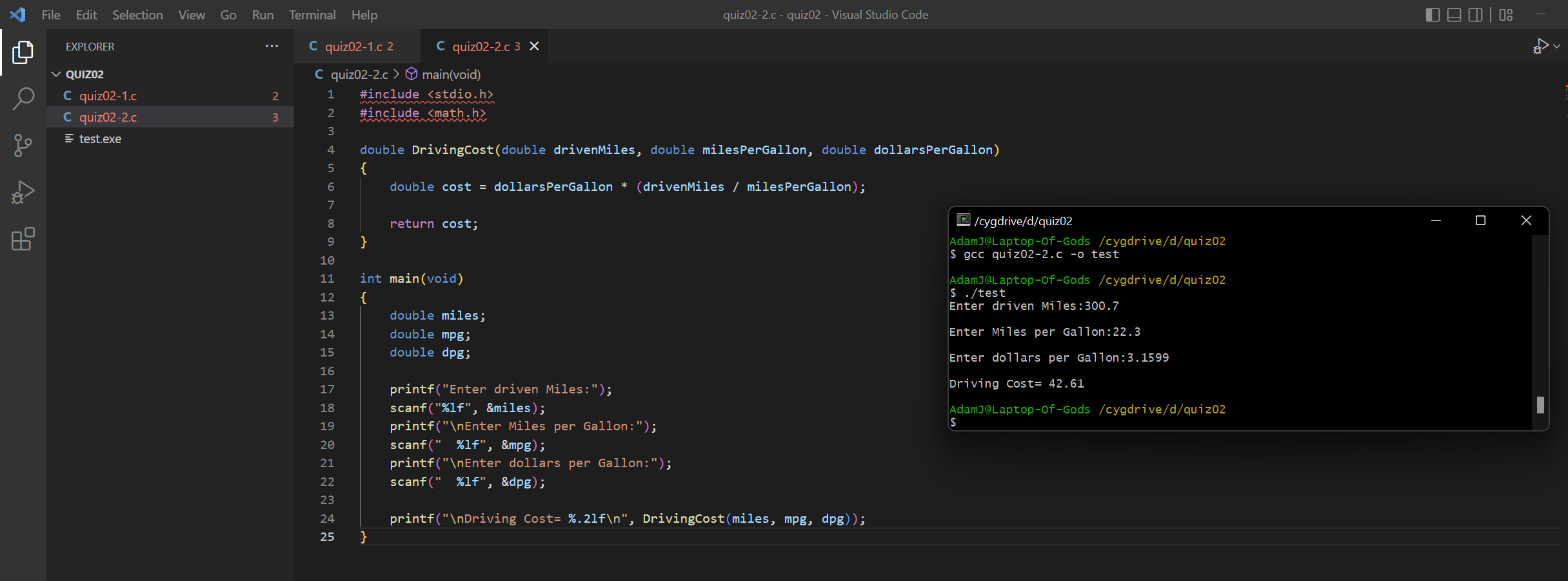 File Edit Selection View Go Run Terminal Help
quiz02-2.c - quiz02 - Visual Studio Code
EXPLORER
QUIZ02
C quiz02-1.c 2
C quiz02-2.c 3
test.exe
C quiz02-1.c 2
C quiz02-2.c 3
C quiz02-2.c > main(void)
1 #include <stdio.h>
2 #include <math.h>
3
4 double DrivingCost(double drivenMiles, double milesPerGallon, double dollarsPerGallon)
5 {
6     double cost = dollarsPerGallon * (drivenMiles / milesPerGallon);
7
8     return cost;
9 }
10
11 int main(void)
12 {
13     double miles;
14     double mpg;
15     double dpg;
16
17     printf("Enter driven Miles:");
18     scanf("%lf", &miles);
19     printf("\nEnter Miles per Gallon:");
20     scanf("  %lf", &mpg);
21     printf("\nEnter dollars per Gallon:");
22     scanf("  %lf", &dpg);
23
24     printf("\nDriving Cost= %.2lf\n", DrivingCost(miles, mpg, dpg));
25 }
/cygdrive/d/quiz02
AdamJ@Laptop-Of-Gods /cygdrive/d/quiz02
$ gcc quiz02-2.c -o test
AdamJ@Laptop-Of-Gods /cygdrive/d/quiz02
$ ./test
Enter driven Miles:300.7
Enter Miles per Gallon:22.3
Enter dollars per Gallon:3.1599
Driving Cost= 42.61
AdamJ@Laptop-Of-Gods /cygdrive/d/quiz02
$